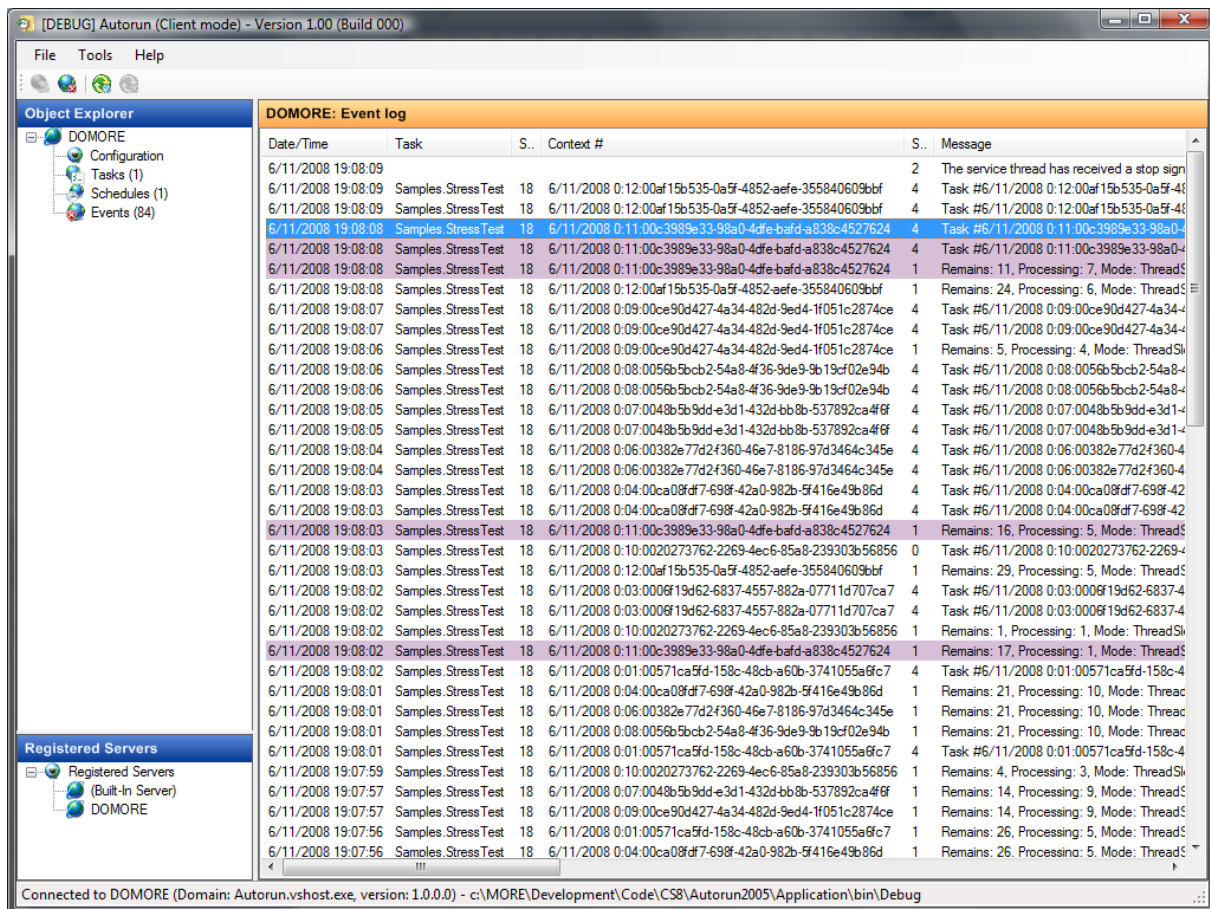 [DEBUG] Autorun (Client mode) - Version 1.00 (Build 000)
File Tools Help
Object Explorer
DOMORE
Configuration
Tasks (1)
Schedules (1)
Events (84)
Registered Servers
Registered Servers
(Built-In Server)
DOMORE
DOMORE: Event log
Date/Time Task S.. Context # S.. Message
6/11/2008 19:08:09 2 The service thread has received a stop sign
6/11/2008 19:08:09 Samples.StressTest 18 6/11/2008 0:12:00af15b535-0a5f-4852-aefe-355840609bbf 4 Task #6/11/2008 0:12:00af15b535-0a5f-48
6/11/2008 19:08:09 Samples.StressTest 18 6/11/2008 0:12:00af15b535-0a5f-4852-aefe-355840609bbf 4 Task #6/11/2008 0:12:00af15b535-0a5f-48
6/11/2008 19:08:08 Samples.StressTest 18 6/11/2008 0:11:00c3989e33-98a0-4dfe-bafd-a838c4527624 4 Task #6/11/2008 0:11:00c3989e33-98a0-4
6/11/2008 19:08:08 Samples.StressTest 18 6/11/2008 0:11:00c3989e33-98a0-4dfe-bafd-a838c4527624 4 Task #6/11/2008 0:11:00c3989e33-98a0-4
6/11/2008 19:08:08 Samples.StressTest 18 6/11/2008 0:11:00c3989e33-98a0-4dfe-bafd-a838c4527624 1 Remains: 11, Processing: 7, Mode: ThreadS
6/11/2008 19:08:08 Samples.StressTest 18 6/11/2008 0:12:00af15b535-0a5f-4852-aefe-355840609bbf 1 Remains: 24, Processing: 6, Mode: ThreadS
6/11/2008 19:08:07 Samples.StressTest 18 6/11/2008 0:09:00ce90d427-4a34-482d-9ed4-1f051c2874ce 4 Task #6/11/2008 0:09:00ce90d427-4a34-4
6/11/2008 19:08:07 Samples.StressTest 18 6/11/2008 0:09:00ce90d427-4a34-482d-9ed4-1f051c2874ce 4 Task #6/11/2008 0:09:00ce90d427-4a34-4
6/11/2008 19:08:06 Samples.StressTest 18 6/11/2008 0:09:00ce90d427-4a34-482d-9ed4-1f051c2874ce 1 Remains: 5, Processing: 4, Mode: ThreadSl
6/11/2008 19:08:06 Samples.StressTest 18 6/11/2008 0:08:0056b5bcb2-54a8-4f36-9de9-9b19cf02e94b 4 Task #6/11/2008 0:08:0056b5bcb2-54a8-4
6/11/2008 19:08:06 Samples.StressTest 18 6/11/2008 0:08:0056b5bcb2-54a8-4f36-9de9-9b19cf02e94b 4 Task #6/11/2008 0:08:0056b5bcb2-54a8-4
6/11/2008 19:08:05 Samples.StressTest 18 6/11/2008 0:07:0048b5b9dd-e3d1-432d-bb8b-537892ca4f6f 4 Task #6/11/2008 0:07:0048b5b9dd-e3d1-4
6/11/2008 19:08:05 Samples.StressTest 18 6/11/2008 0:07:0048b5b9dd-e3d1-432d-bb8b-537892ca4f6f 4 Task #6/11/2008 0:07:0048b5b9dd-e3d1-4
6/11/2008 19:08:04 Samples.StressTest 18 6/11/2008 0:06:00382e77d2-f360-46e7-8186-97d3464c345e 4 Task #6/11/2008 0:06:00382e77d2-f360-4
6/11/2008 19:08:04 Samples.StressTest 18 6/11/2008 0:06:00382e77d2-f360-46e7-8186-97d3464c345e 4 Task #6/11/2008 0:06:00382e77d2-f360-4
6/11/2008 19:08:03 Samples.StressTest 18 6/11/2008 0:04:00ca08fdf7-698f-42a0-982b-5f416e49b86d 4 Task #6/11/2008 0:04:00ca08fdf7-698f-42
6/11/2008 19:08:03 Samples.StressTest 18 6/11/2008 0:04:00ca08fdf7-698f-42a0-982b-5f416e49b86d 4 Task #6/11/2008 0:04:00ca08fdf7-698f-42
6/11/2008 19:08:03 Samples.StressTest 18 6/11/2008 0:11:00c3989e33-98a0-4dfe-bafd-a838c4527624 1 Remains: 16, Processing: 5, Mode: ThreadS
6/11/2008 19:08:03 Samples.StressTest 18 6/11/2008 0:10:0020273762-2269-4ec6-85a8-239303b56856 0 Task #6/11/2008 0:10:0020273762-2269-4
6/11/2008 19:08:03 Samples.StressTest 18 6/11/2008 0:12:00af15b535-0a5f-4852-aefe-355840609bbf 1 Remains: 29, Processing: 5, Mode: ThreadS
6/11/2008 19:08:02 Samples.StressTest 18 6/11/2008 0:03:0006f19d62-6837-4557-882a-07711d707ca7 4 Task #6/11/2008 0:03:0006f19d62-6837-4
6/11/2008 19:08:02 Samples.StressTest 18 6/11/2008 0:03:0006f19d62-6837-4557-882a-07711d707ca7 4 Task #6/11/2008 0:03:0006f19d62-6837-4
6/11/2008 19:08:02 Samples.StressTest 18 6/11/2008 0:10:0020273762-2269-4ec6-85a8-239303b56856 1 Remains: 1, Processing: 1, Mode: ThreadSl
6/11/2008 19:08:02 Samples.StressTest 18 6/11/2008 0:11:00c3989e33-98a0-4dfe-bafd-a838c4527624 1 Remains: 17, Processing: 1, Mode: ThreadS
6/11/2008 19:08:02 Samples.StressTest 18 6/11/2008 0:01:00571ca5fd-158c-48cb-a60b-3741055a6fc7 4 Task #6/11/2008 0:01:00571ca5fd-158c-4
6/11/2008 19:08:01 Samples.StressTest 18 6/11/2008 0:04:00ca08fdf7-698f-42a0-982b-5f416e49b86d 1 Remains: 21, Processing: 10, Mode: Thread
6/11/2008 19:08:01 Samples.StressTest 18 6/11/2008 0:06:00382e77d2-f360-46e7-8186-97d3464c345e 1 Remains: 21, Processing: 10, Mode: Thread
6/11/2008 19:08:01 Samples.StressTest 18 6/11/2008 0:08:0056b5bcb2-54a8-4f36-9de9-9b19cf02e94b 1 Remains: 21, Processing: 10, Mode: Thread
6/11/2008 19:08:01 Samples.StressTest 18 6/11/2008 0:01:00571ca5fd-158c-48cb-a60b-3741055a6fc7 4 Task #6/11/2008 0:01:00571ca5fd-158c-4
6/11/2008 19:07:59 Samples.StressTest 18 6/11/2008 0:10:0020273762-2269-4ec6-85a8-239303b56856 1 Remains: 4, Processing: 3, Mode: ThreadSl
6/11/2008 19:07:57 Samples.StressTest 18 6/11/2008 0:07:0048b5b9dd-e3d1-432d-bb8b-537892ca4f6f 1 Remains: 14, Processing: 9, Mode: ThreadS
6/11/2008 19:07:57 Samples.StressTest 18 6/11/2008 0:09:00ce90d427-4a34-482d-9ed4-1f051c2874ce 1 Remains: 14, Processing: 9, Mode: ThreadS
6/11/2008 19:07:56 Samples.StressTest 18 6/11/2008 0:01:00571ca5fd-158c-48cb-a60b-3741055a6fc7 1 Remains: 26, Processing: 5, Mode: ThreadS
6/11/2008 19:07:56 Samples.StressTest 18 6/11/2008 0:04:00ca08fdf7-698f-42a0-982b-5f416e49b86d 1 Remains: 26, Processing: 5, Mode: ThreadS
Connected to DOMORE (Domain: Autorun.vshost.exe, version: 1.0.0.0) - c:\MORE\Development\Code\CS8\Autorun2005\Application\bin\Debug